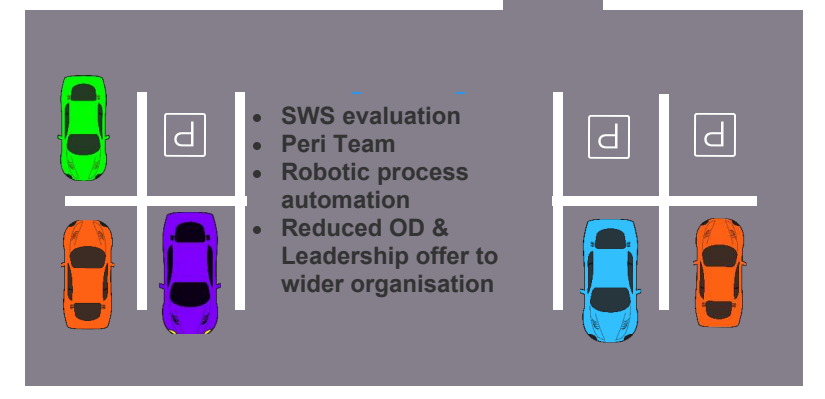 P
• SWS evaluation
• Peri Team
• Robotic process
automation
• Reduced OD &
Leadership offer to
wider organisation
P
P